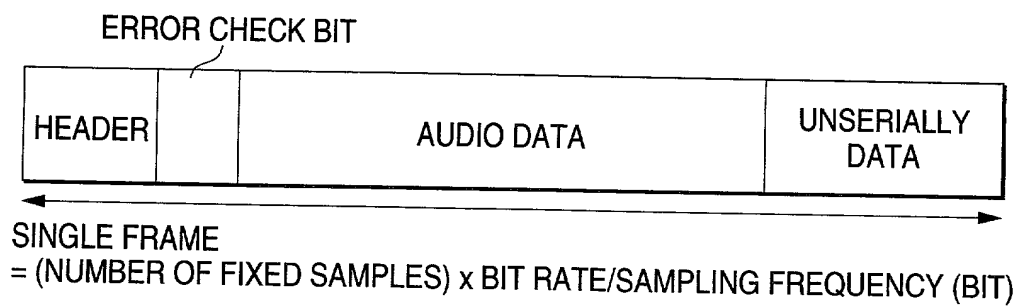 ERROR CHECK BIT
HEADER
AUDIO DATA
UNSERIALLY
DATA
SINGLE FRAME
= (NUMBER OF FIXED SAMPLES) x BIT RATE/SAMPLING FREQUENCY (BIT)